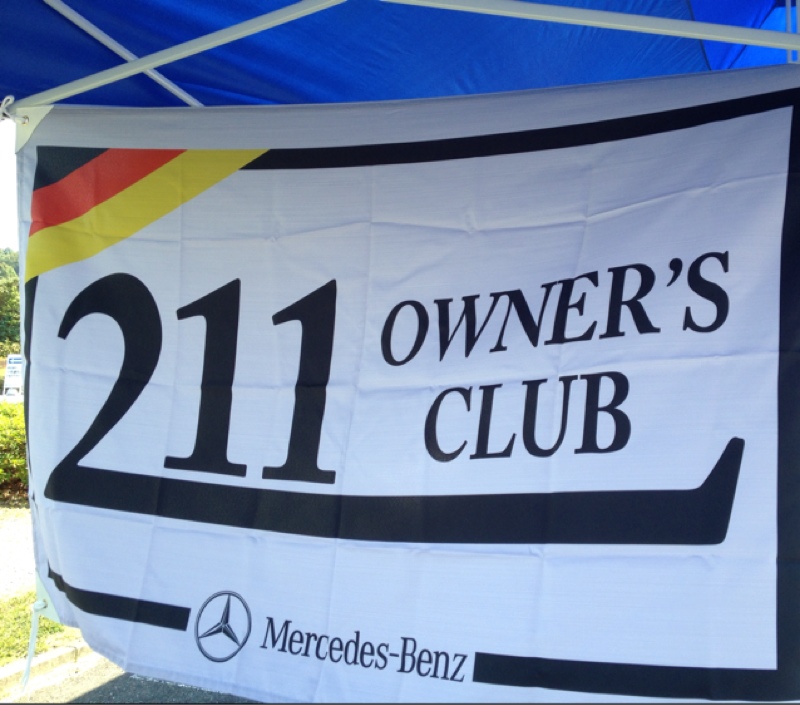 211 OWNER'S
CLUB
Mercedes-Benz